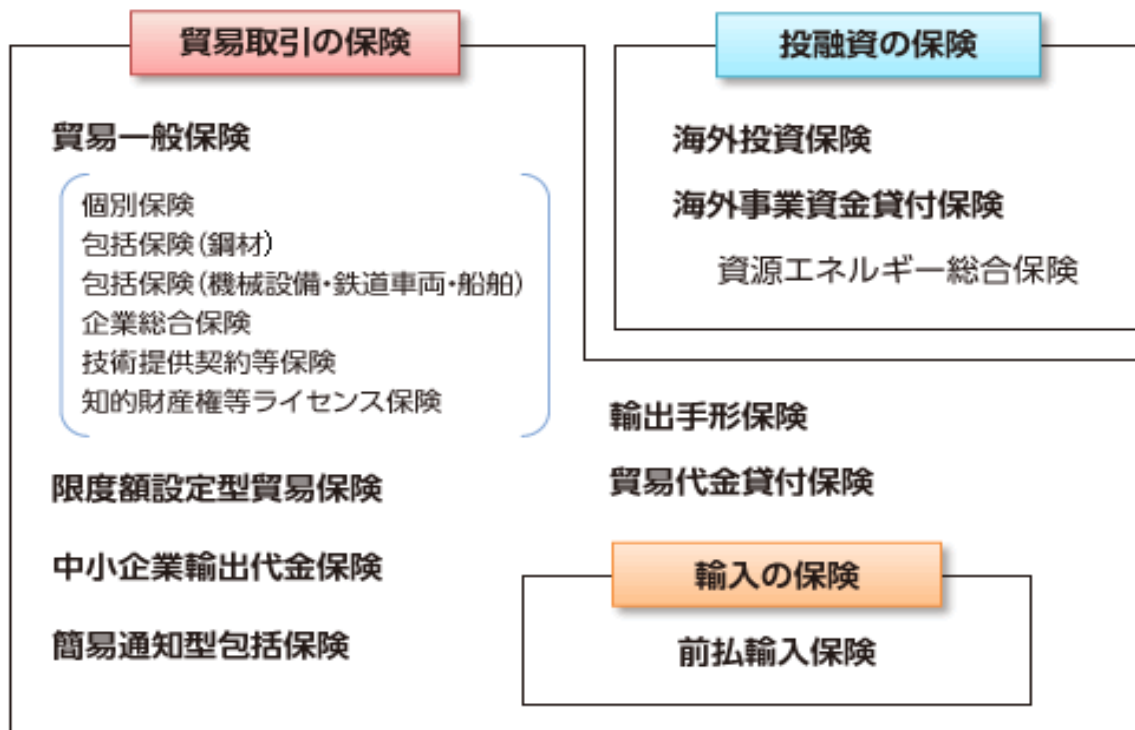 貿易取引の保険
貿易一般保険
個別保険
包括保険(鋼材)
包括保険(機械設備・鉄道車両・船舶)
企業総合保険
技術提供契約等保険
知的財産権等ライセンス保険
限度額設定型貿易保険
中小企業輸出代金保険
簡易通知型包括保険
投融資の保険
海外投資保険
海外事業資金貸付保険
資源エネルギー総合保険
輸出手形保険
貿易代金貸付保険
輸入の保険
前払輸入保険